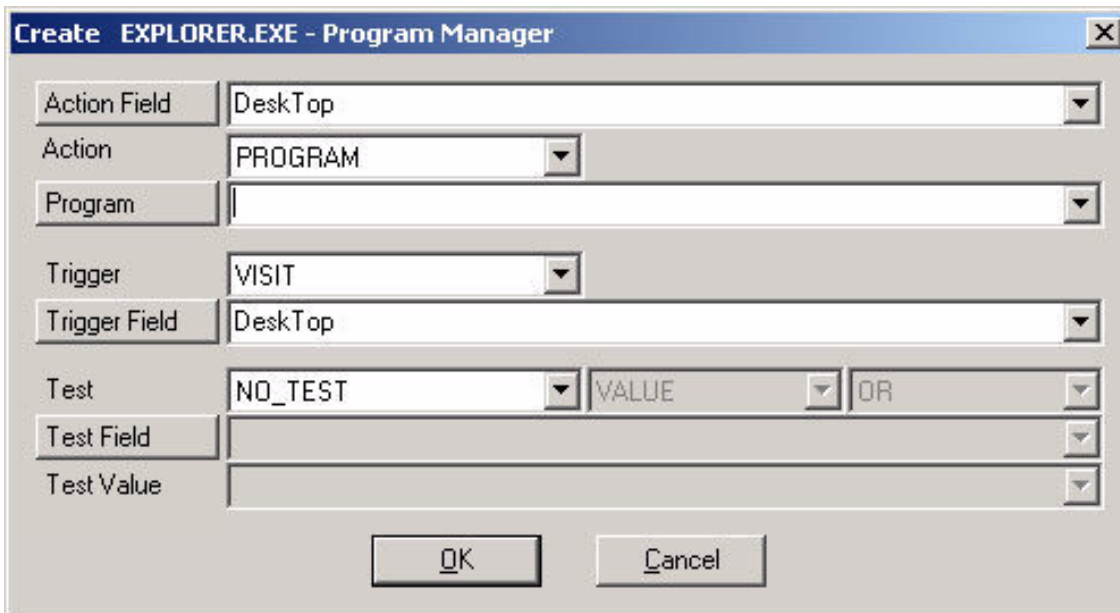 Create EXPLORER.EXE - Program Manager
Action Field DeskTop
Action PROGRAM
Program
Trigger VISIT
Trigger Field DeskTop
Test NO_TEST VALUE OR
Test Field
Test Value
OK Cancel